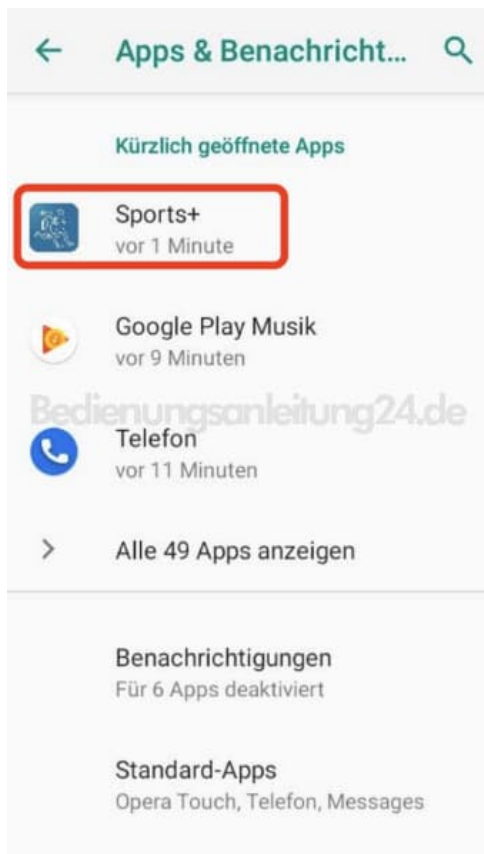 Apps & Benachricht...
Kürzlich geöffnete Apps
Sports+
vor 1 Minute
Google Play Musik
vor 9 Minuten
Bedienungsanleitung24.de
Telefon
vor 11 Minuten
Alle 49 Apps anzeigen
Benachrichtigungen
Für 6 Apps deaktiviert
Standard-Apps
Opera Touch, Telefon, Messages